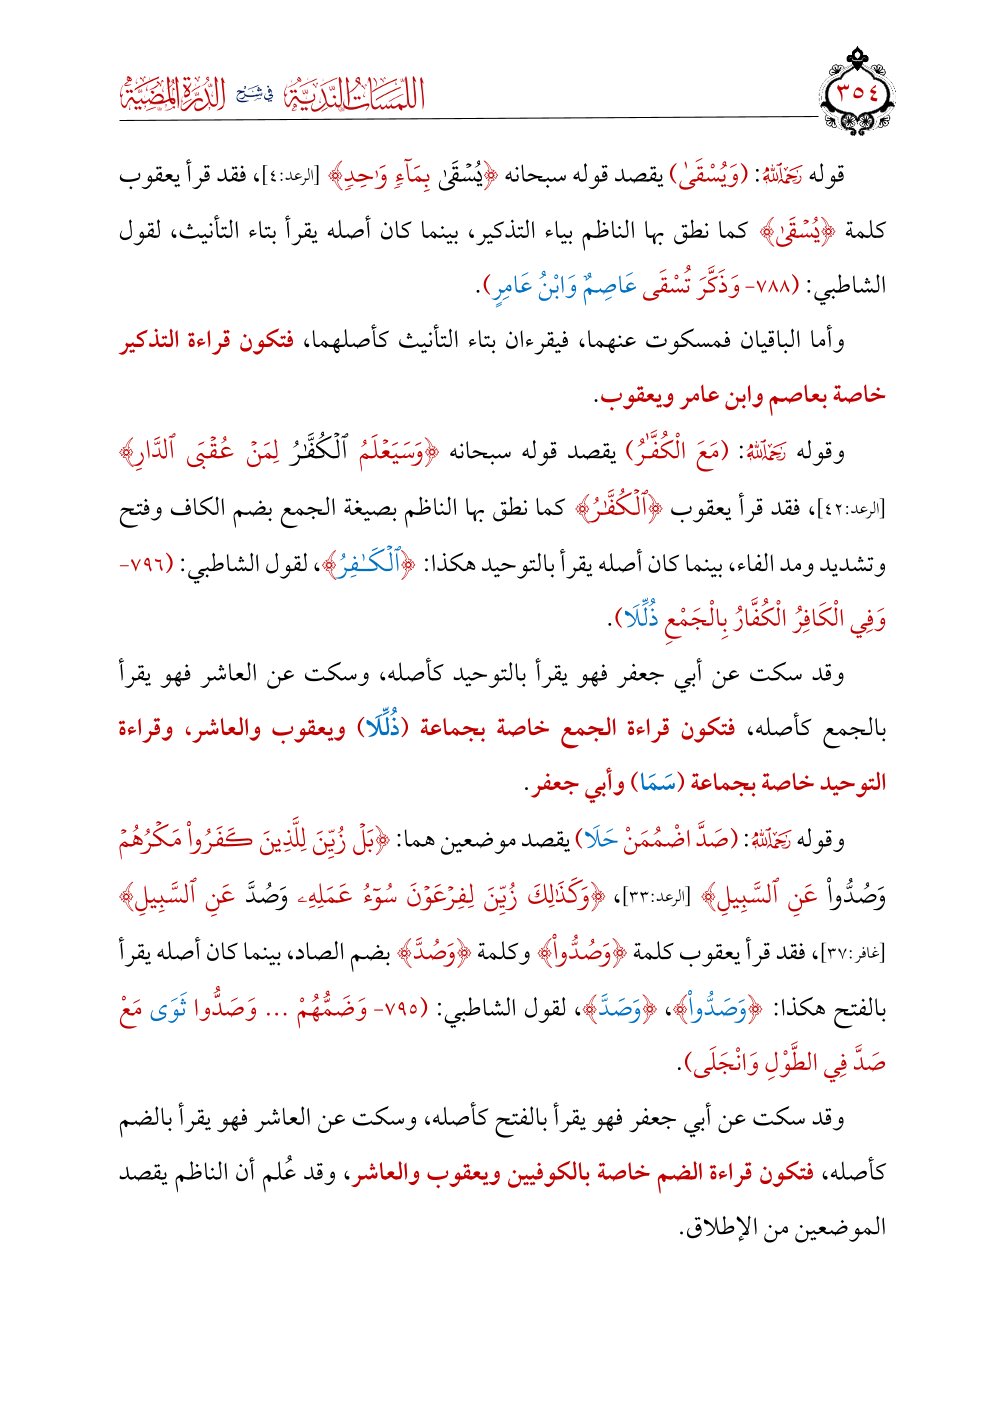 ٣٥٤
اللمسات الندية في شرح الدرة المضية
قوله رَحِمَهُ ٱللَّهُ: (وَيُسْقَىٰ) يقصد قوله سبحانه ﴿يُسْقَىٰ بِمَآءٖ وَٰحِدٖ﴾ [الرعد:٤]، فقد قرأ يعقوب
كلمة ﴿يُسْقَىٰ﴾ كما نطق بها الناظم بياء التذكير، بينما كان أصله يقرأ بتاء التأنيث، لقول
الشاطبي: (٧٨٨- وَذَكَّرَ تُسْقَى عَاصِمٌ وَابْنُ عَامِرٍ).
وأما الباقيان فمسكوت عنهما، فيقرءان بتاء التأنيث كأصلهما، فتكون قراءة التذكير
خاصة بعاصم وابن عامر ويعقوب.
وقوله رَحِمَهُ ٱللَّهُ: (مَعَ الْكُفَّـٰرُ) يقصد قوله سبحانه ﴿وَسَيَعْلَمُ ٱلْكُفَّـٰرُ لِمَنْ عُقْبَى ٱلدَّارِ﴾
[الرعد:٤٢]، فقد قرأ يعقوب ﴿ٱلْكُفَّـٰرُ﴾ كما نطق بها الناظم بصيغة الجمع بضم الكاف وفتح
وتشديد ومد الفاء، بينما كان أصله يقرأ بالتوحيد هكذا: ﴿ٱلْكَـٰفِرُ﴾، لقول الشاطبي: (٧٩٦-
وَفِي الْكَافِرُ الْكُفَّارُ بِالْجَمْعِ ذُلِّلَا).
وقد سكت عن أبي جعفر فهو يقرأ بالتوحيد كأصله، وسكت عن العاشر فهو يقرأ
بالجمع كأصله، فتكون قراءة الجمع خاصة بجماعة (ذُلِّلَا) ويعقوب والعاشر، وقراءة
التوحيد خاصة بجماعة (سَمَا) وأبي جعفر.
وقوله رَحِمَهُ ٱللَّهُ: (صَدَّ اضْمُمَنْ حَلَا) يقصد موضعين هما: ﴿بَلْ زُيِّنَ لِلَّذِينَ كَفَرُواْ مَكْرُهُمْ
وَصُدُّواْ عَنِ ٱلسَّبِيلِ﴾ [الرعد:٣٣]، ﴿وَكَذَٰلِكَ زُيِّنَ لِفِرْعَوْنَ سُوٓءُ عَمَلِهِۦ وَصُدَّ عَنِ ٱلسَّبِيلِ﴾
[غافر:٣٧]، فقد قرأ يعقوب كلمة ﴿وَصُدُّواْ﴾ وكلمة ﴿وَصُدَّ﴾ بضم الصاد، بينما كان أصله يقرأ
بالفتح هكذا: ﴿وَصَدُّواْ﴾، ﴿وَصَدَّ﴾، لقول الشاطبي: (٧٩٥- وَضَمُّهُمْ ... وَصَدُّوا ثَوَى مَعْ
صَدَّ فِي الطَّوْلِ وَانْجَلَى).
وقد سكت عن أبي جعفر فهو يقرأ بالفتح كأصله، وسكت عن العاشر فهو يقرأ بالضم
كأصله، فتكون قراءة الضم خاصة بالكوفيين ويعقوب والعاشر، وقد عُلم أن الناظم يقصد
الموضعين من الإطلاق.